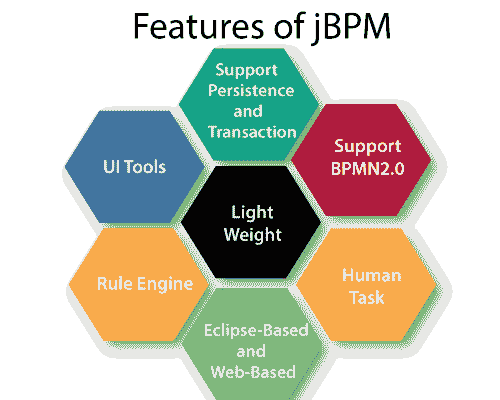 Features of jBPM
Support
Persistence
and
Transaction
UI Tools
Support
BPMN2.0
Light
Weight
Rule Engine
Human
Task
Eclipse-Based
and
Web-Based